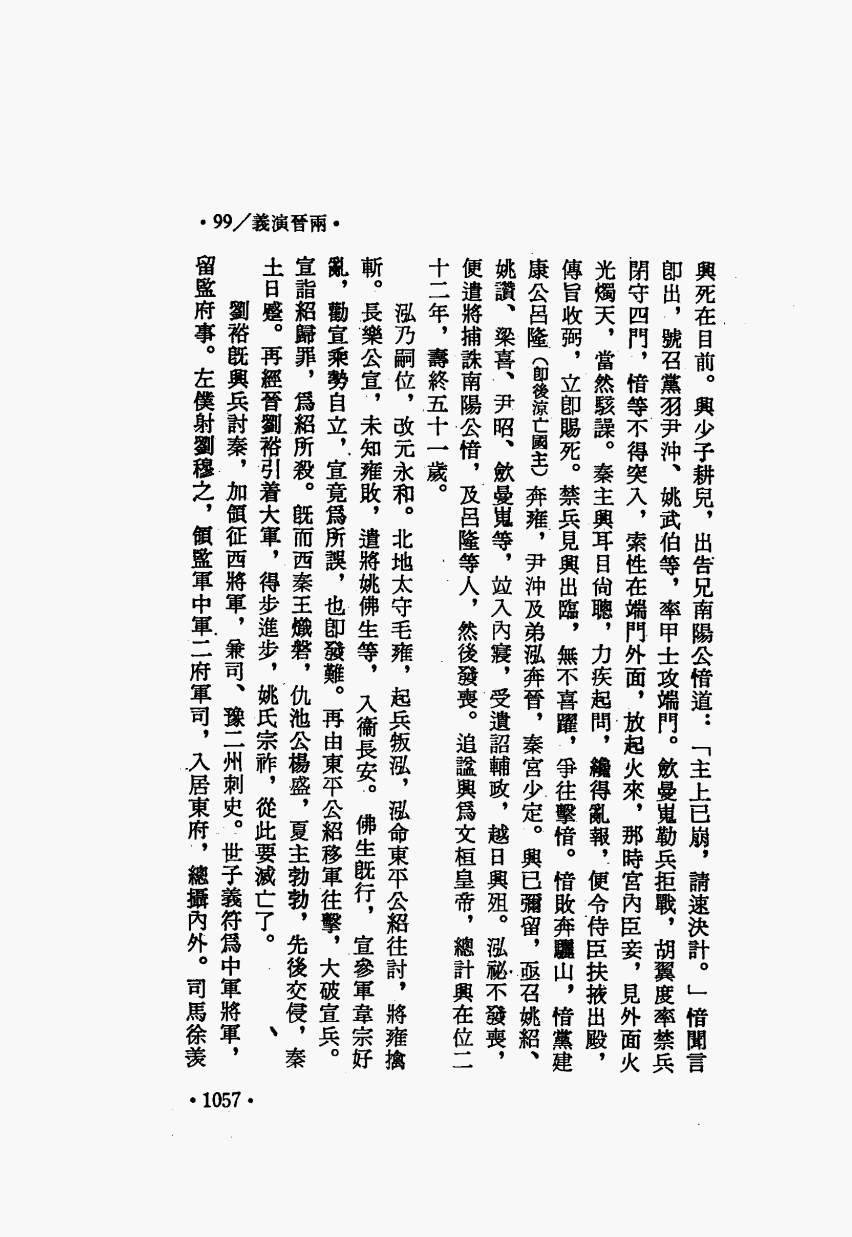 ·兩晉演義/99·
興死在目前。興少子耕兒，出告兄南陽公愔道：「主上已崩，請速決計。」愔聞言
卽出，號召黨羽尹沖、姚武伯等，率甲士攻端門。歛曼嵬勒兵拒戰，胡翼度率禁兵
閉守四門，愔等不得突入，索性在端門外面，放起火來，那時宮內臣妾，見外面火
光燭天，當然駭譟。秦主興耳目尙聰，力疾起問，纔得亂報，便令侍臣扶掖出殿，
傳旨收弼，立卽賜死。禁兵見興出臨，無不喜躍，爭往擊愔。愔敗奔驪山，愔黨建
康公呂隆（卽後涼亡國主）奔雍，尹沖及弟泓奔晉，秦宮少定。興已彌留，亟召姚紹、
姚讚、梁喜、尹昭、歛曼嵬等，竝入內寢，受遺詔輔政，越日興殂。泓祕不發喪，
便遣將捕誅南陽公愔，及呂隆等人，然後發喪。追諡興爲文桓皇帝，總計興在位二
十二年，壽終五十一歲。
泓乃嗣位，改元永和。北地太守毛雍，起兵叛泓，泓命東平公紹往討，將雍擒
斬。長樂公宣，未知雍敗，遣將姚佛生等，入衞長安。佛生旣行，宣參軍韋宗好
亂，勸宣乘勢自立，宣竟爲所誤，也卽發難。再由東平公紹移軍往擊，大破宣兵。
宣詣紹歸罪，爲紹所殺。旣而西秦王熾磐，仇池公楊盛，夏主勃勃，先後交侵，秦
土日蹙。再經晉劉裕引着大軍，得步進步，姚氏宗祚，從此要滅亡了。
劉裕旣興兵討秦，加領征西將軍，兼司、豫二州刺史。世子義符爲中軍將軍，
留監府事。左僕射劉穆之，領監軍中軍二府軍司，入居東府，總攝內外。司馬徐羨
·1057·